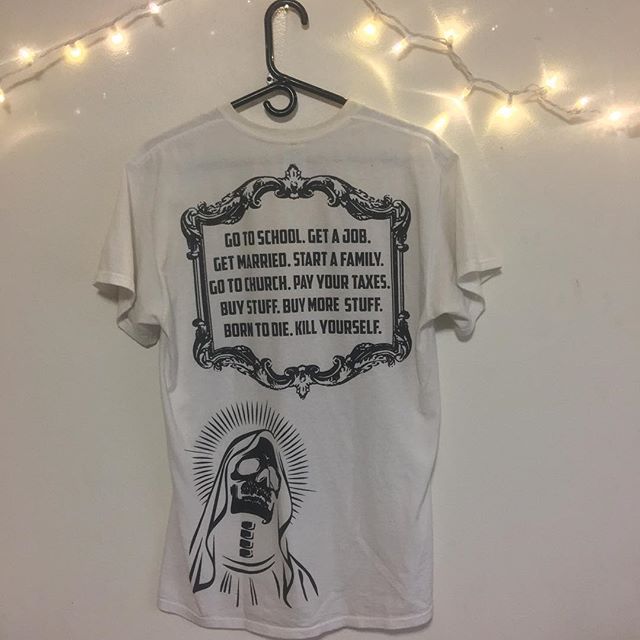 GO TO SCHOOL. GET A JOB.
GET MARRIED. START A FAMILY.
GO TO CHURCH. PAY YOUR TAXES.
BUY STUFF. BUY MORE STUFF.
BORN TO DIE. KILL YOURSELF.